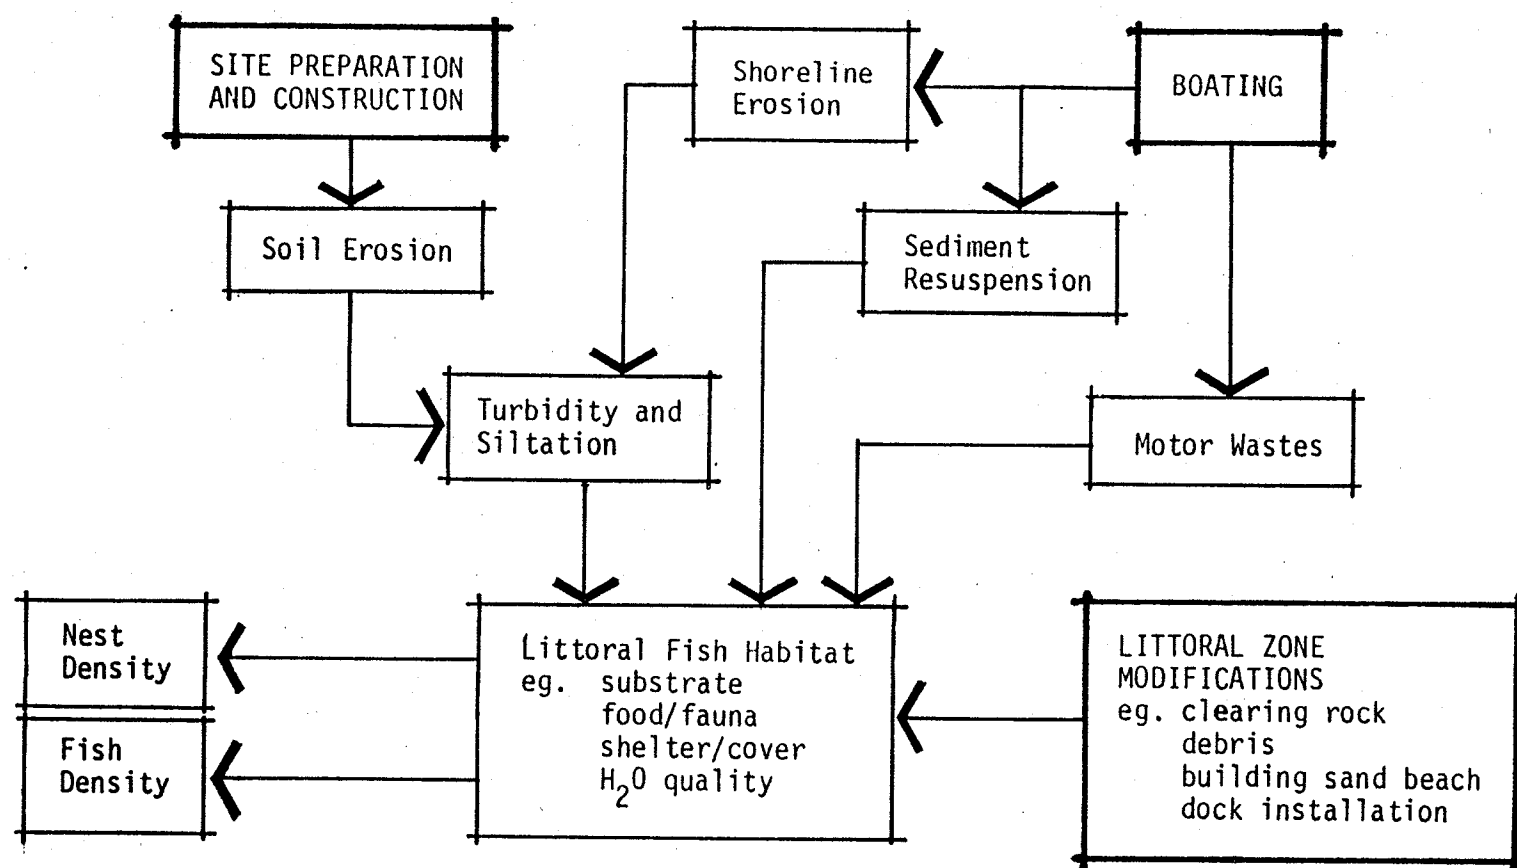 SITE PREPARATION
AND CONSTRUCTION
Shoreline
Erosion
BOATING
Soil Erosion
Sediment
Resuspension
Turbidity and
Siltation
Motor Wastes
Nest
Density
Fish
Density
Littoral Fish Habitat
eg. substrate
food/fauna
shelter/cover
H₂O quality
LITTORAL ZONE
MODIFICATIONS
eg. clearing rock
debris
building sand beach
dock installation